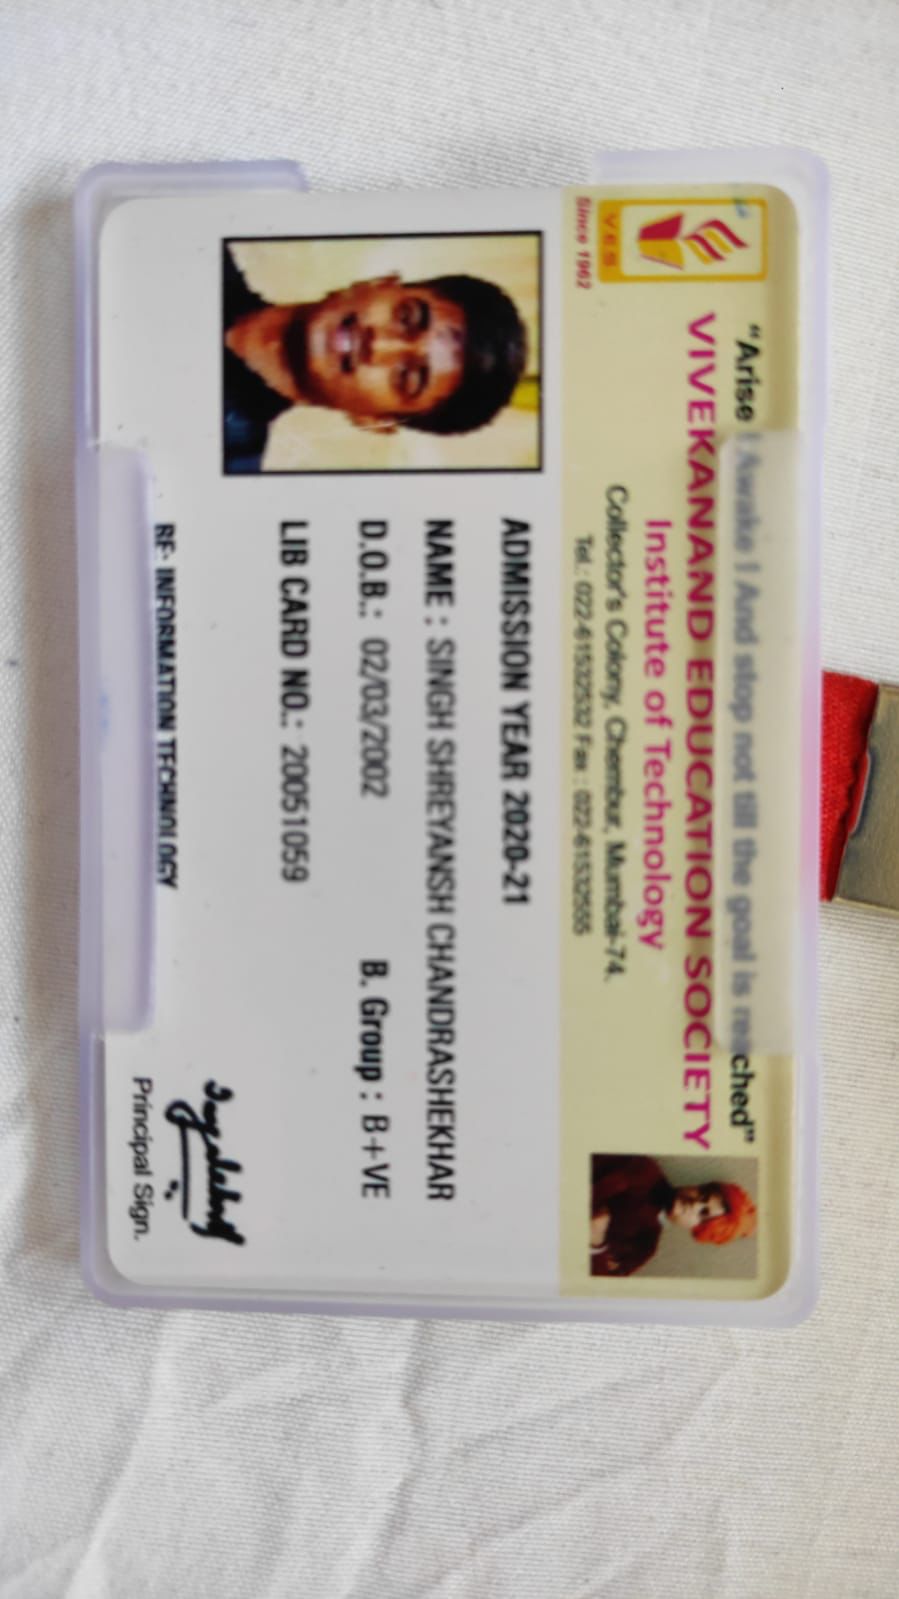 "Arise ! Awake ! And stop not till the goal is reached"
VIVEKANAND EDUCATION SOCIETY
Institute of Technology
Collector's Colony, Chembur, Mumbai-74.
Tel.: 022-61532532 Fax : 022-61532555
V.E.S
Since 1962
ADMISSION YEAR 2020-21
NAME : SINGH SHREYANSH CHANDRASHEKHAR
D.O.B.: 02/03/2002 B. Group : B+VE
LIB CARD NO.: 20051059
BE- INFORMATION TECHNOLOGY
Principal Sign.